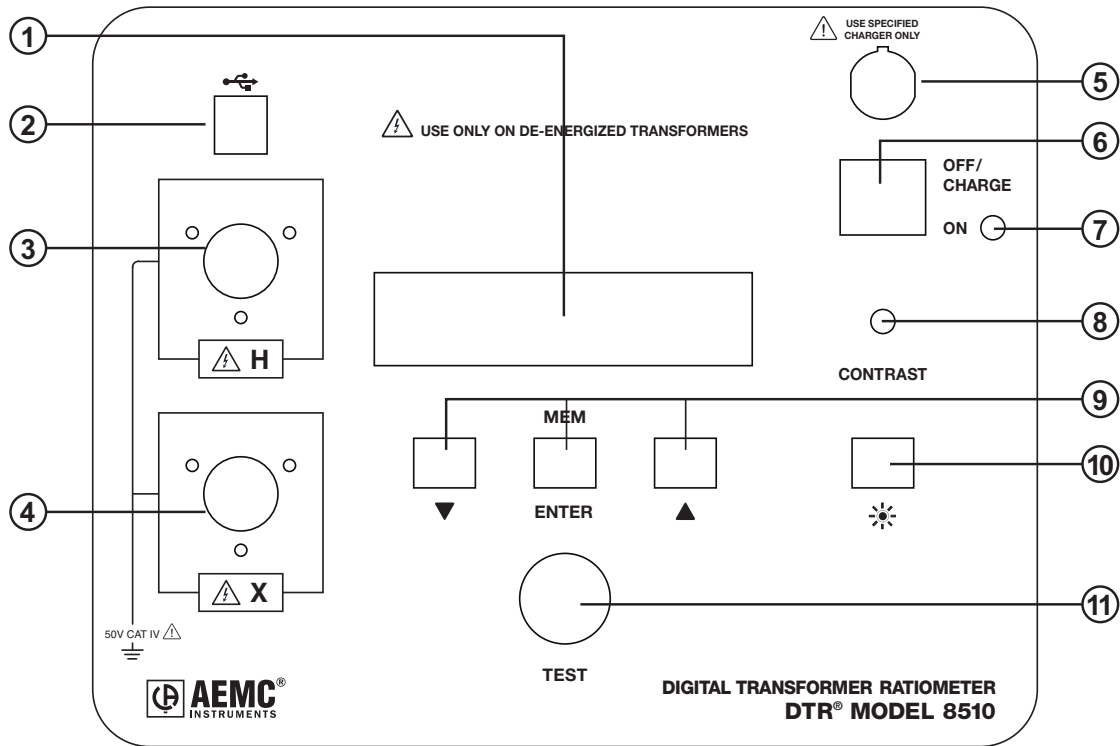 1
2
3
4
5
6
7
8
9
10
11
USE SPECIFIED
CHARGER ONLY
USE ONLY ON DE-ENERGIZED TRANSFORMERS
OFF/
CHARGE
ON
H
CONTRAST
MEM
ENTER
X
50V CAT IV
TEST
AEMC®
INSTRUMENTS
DIGITAL TRANSFORMER RATIOMETER
DTR® MODEL 8510